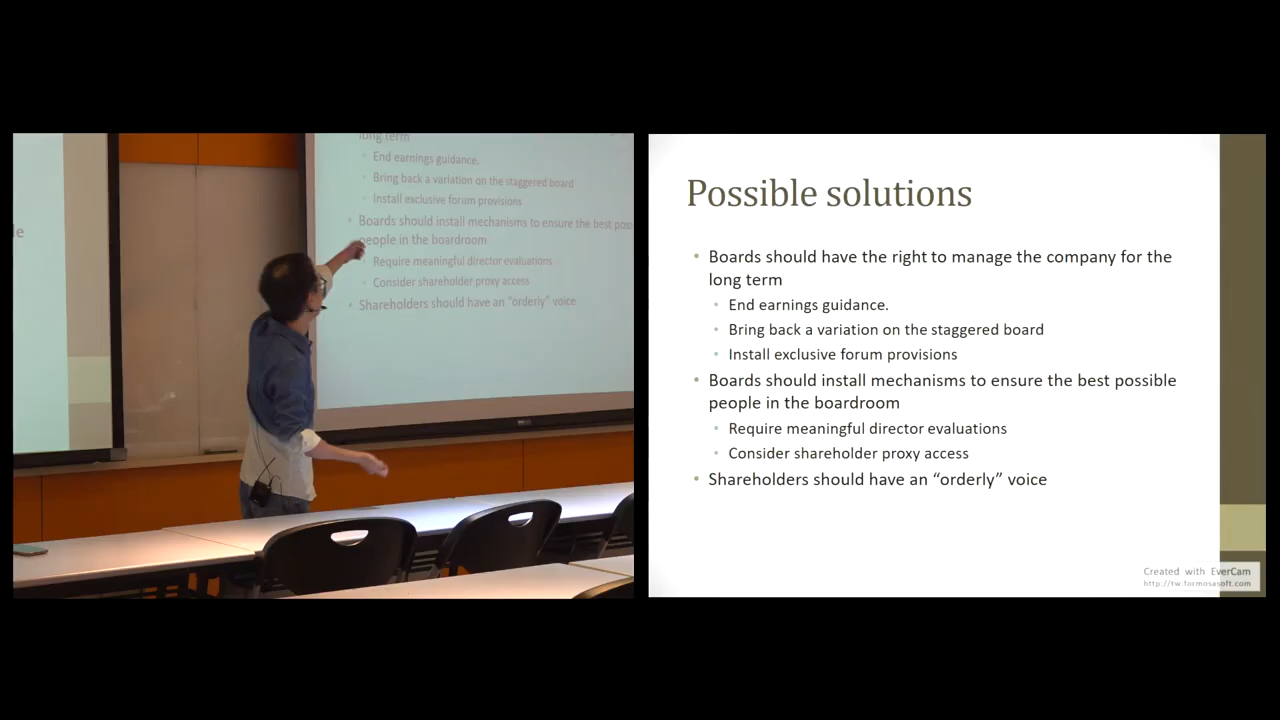 le
long term
End earnings guidance.
Bring back a variation on the staggered board
Install exclusive forum provisions
Boards should install mechanisms to ensure the best poss
people in the boardroom
Require meaningful director evaluations
Consider shareholder proxy access
Shareholders should have an “orderly” voice
Possible solutions
Boards should have the right to manage the company for the
long term
End earnings guidance.
Bring back a variation on the staggered board
Install exclusive forum provisions
Boards should install mechanisms to ensure the best possible
people in the boardroom
Require meaningful director evaluations
Consider shareholder proxy access
Shareholders should have an “orderly” voice
Created with EverCam
http://tw.formosasoft.com